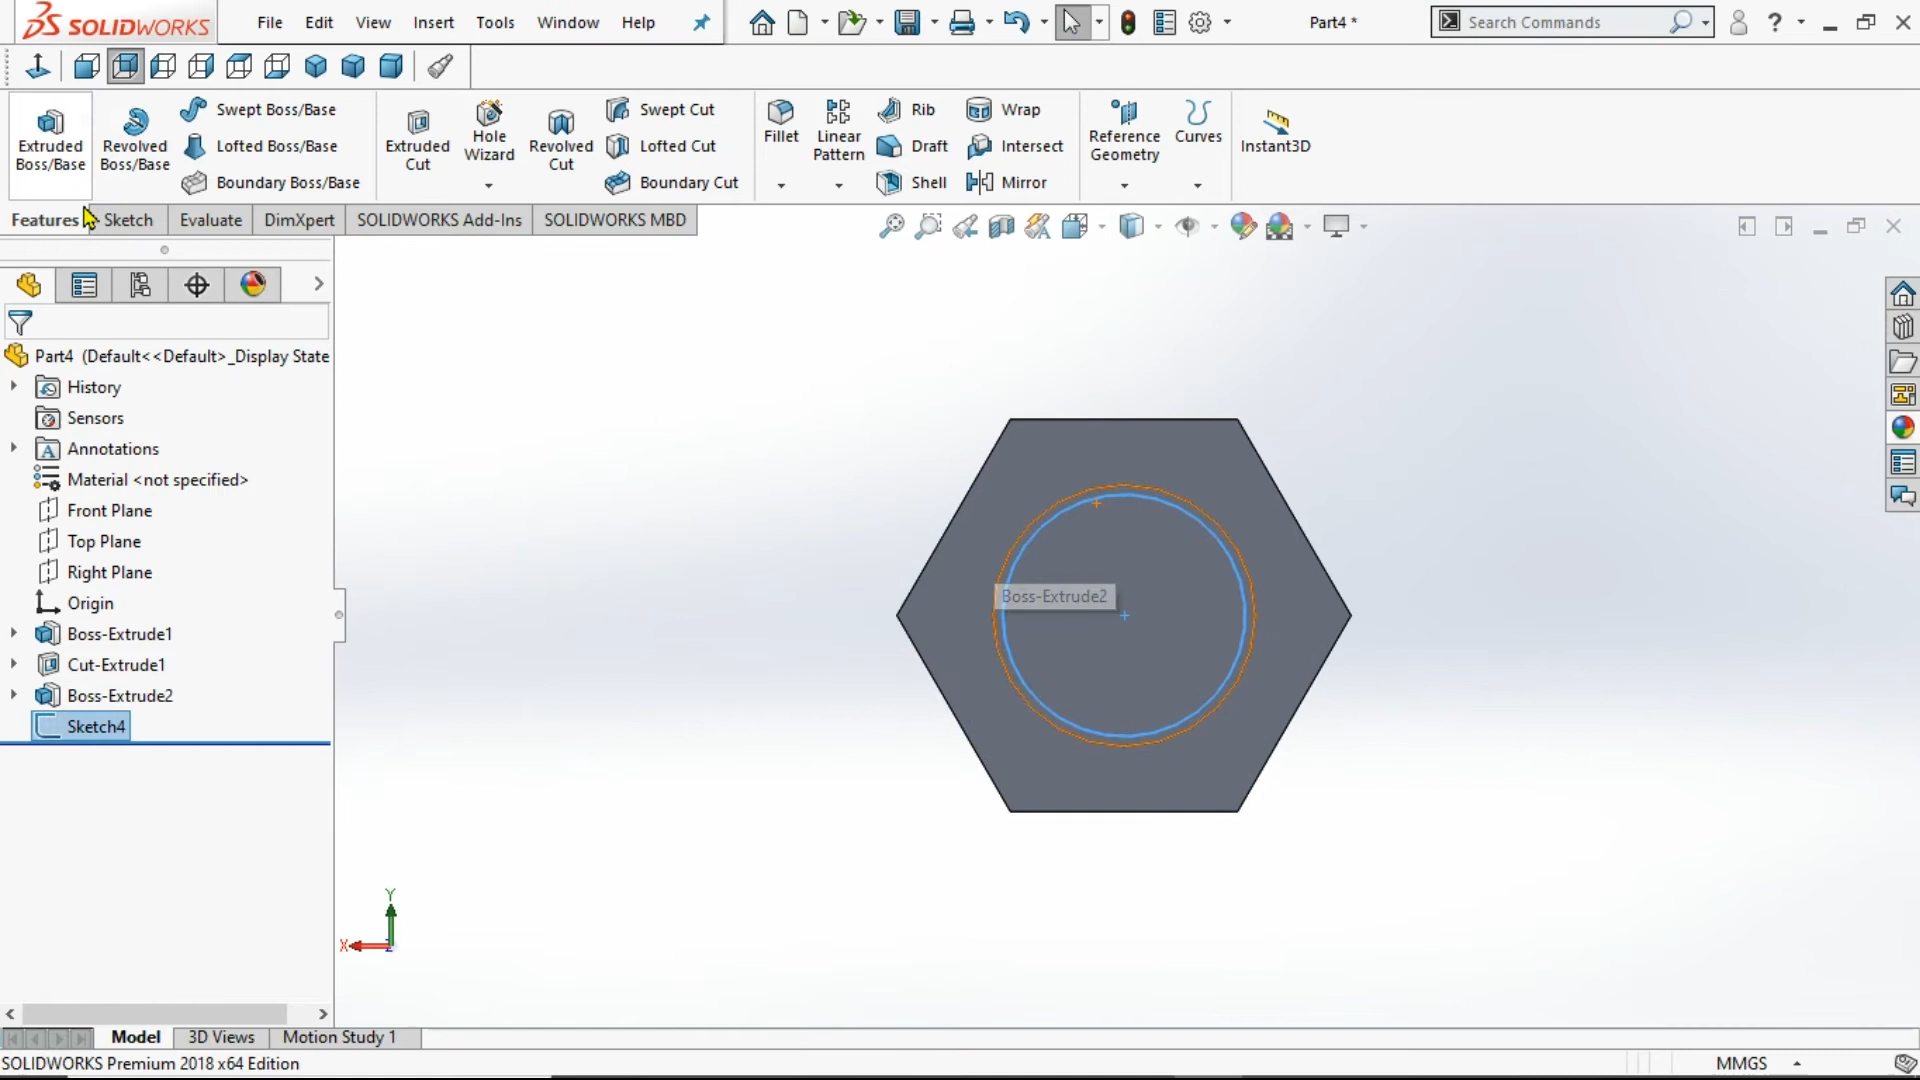 SOLIDWORKS
File Edit View Insert Tools Window Help
Part4 *
Search Commands
Extruded Boss/Base
Revolved Boss/Base
Swept Boss/Base
Lofted Boss/Base
Boundary Boss/Base
Extruded Cut
Hole Wizard
Revolved Cut
Swept Cut
Lofted Cut
Boundary Cut
Fillet
Linear Pattern
Rib
Draft
Shell
Wrap
Intersect
Mirror
Reference Geometry
Curves
Instant3D
Features Sketch Evaluate DimXpert SOLIDWORKS Add-Ins SOLIDWORKS MBD
Part4 (Default<<Default>_Display State
History
Sensors
Annotations
Material <not specified>
Front Plane
Top Plane
Right Plane
Origin
Boss-Extrude1
Cut-Extrude1
Boss-Extrude2
Sketch4
Boss-Extrude2
Y
X
Z
Model 3D Views Motion Study 1
SOLIDWORKS Premium 2018 x64 Edition
MMGS